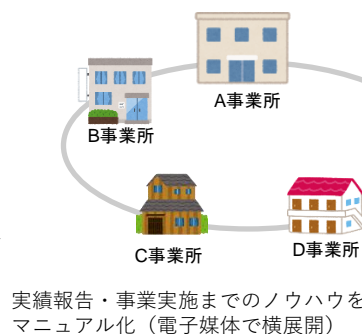 A事業所
B事業所
C事業所
D事業所
実績報告・事業実施までのノウハウを
マニュアル化（電子媒体で横展開）